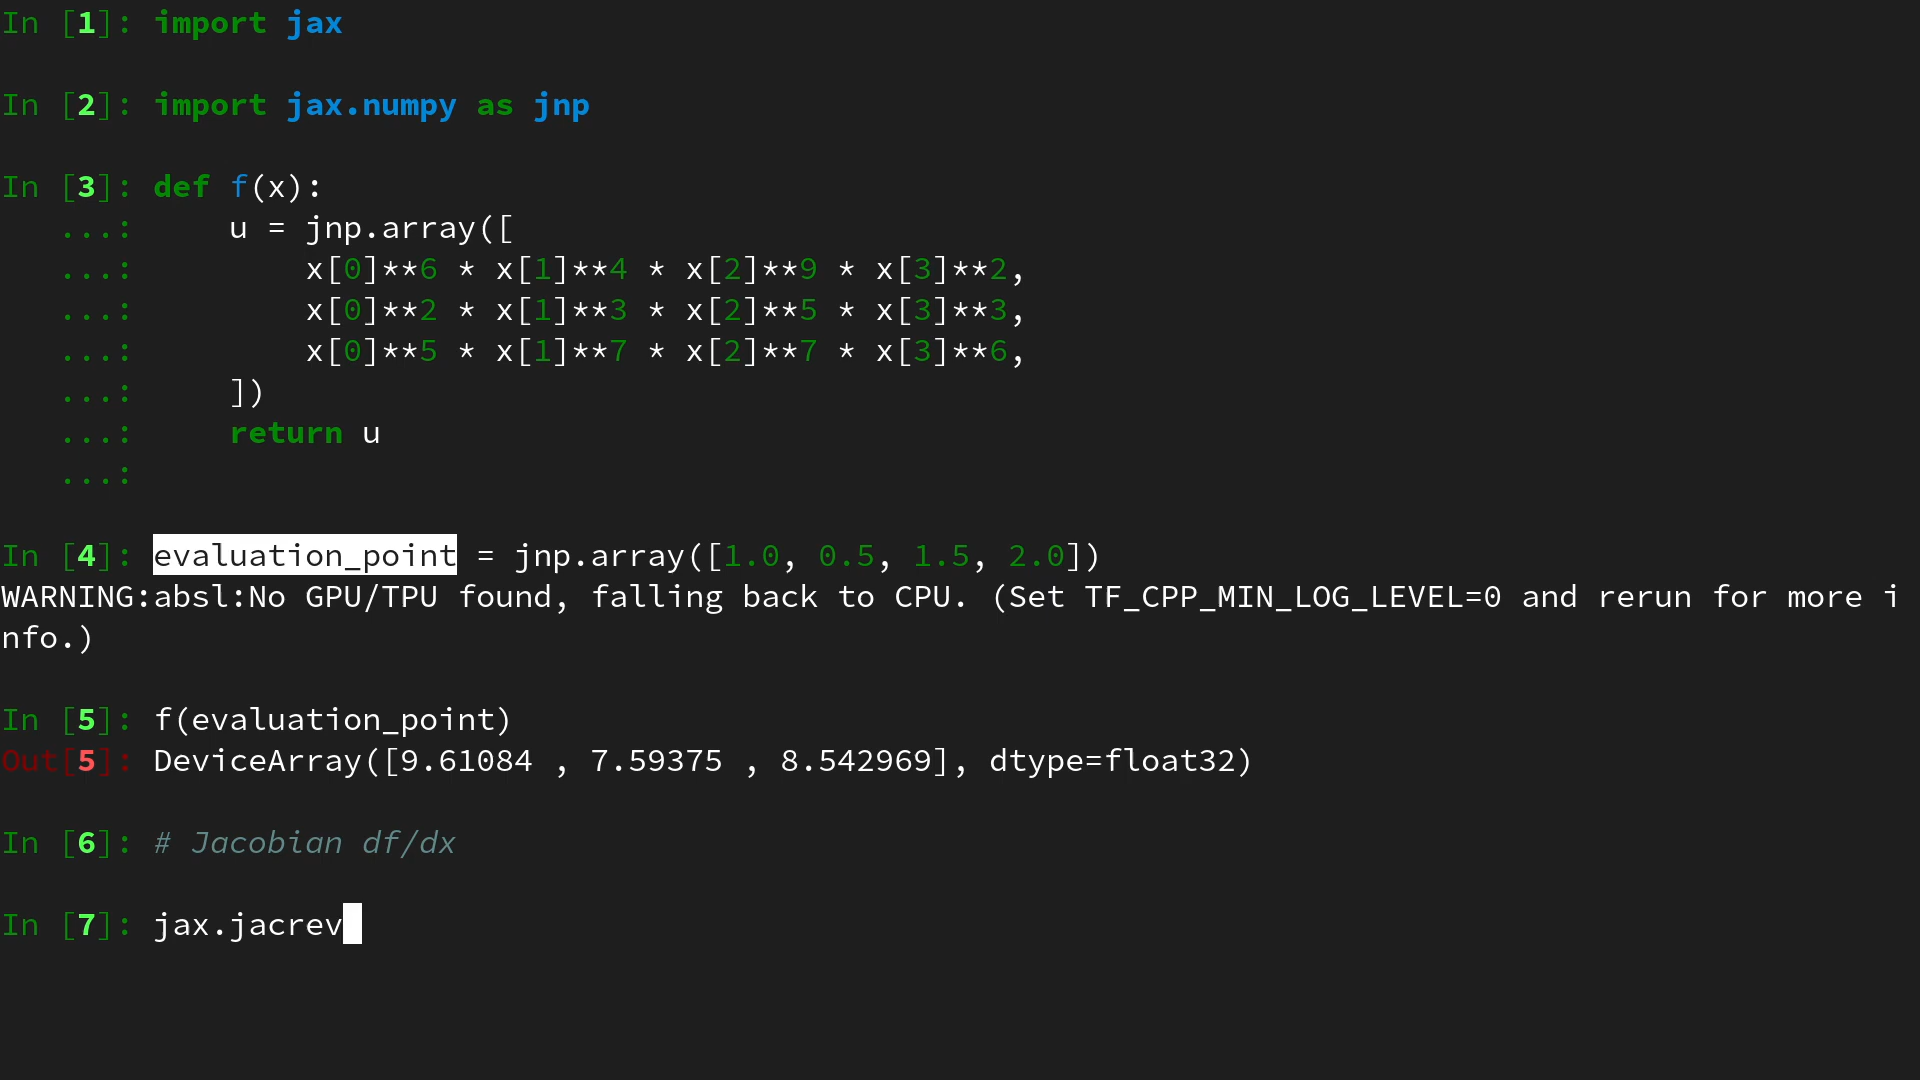 In [1]: import jax
In [2]: import jax.numpy as jnp
In [3]: def f(x):
   ...:     u = jnp.array([
   ...:         x[0]**6 * x[1]**4 * x[2]**9 * x[3]**2,
   ...:         x[0]**2 * x[1]**3 * x[2]**5 * x[3]**3,
   ...:         x[0]**5 * x[1]**7 * x[2]**7 * x[3]**6,
   ...:     ])
   ...:     return u
   ...:
In [4]: evaluation_point = jnp.array([1.0, 0.5, 1.5, 2.0])
WARNING:absl:No GPU/TPU found, falling back to CPU. (Set TF_CPP_MIN_LOG_LEVEL=0 and rerun for more i
nfo.)
In [5]: f(evaluation_point)
Out[5]: DeviceArray([9.61084 , 7.59375 , 8.542969], dtype=float32)
In [6]: # Jacobian df/dx
In [7]: jax.jacrev